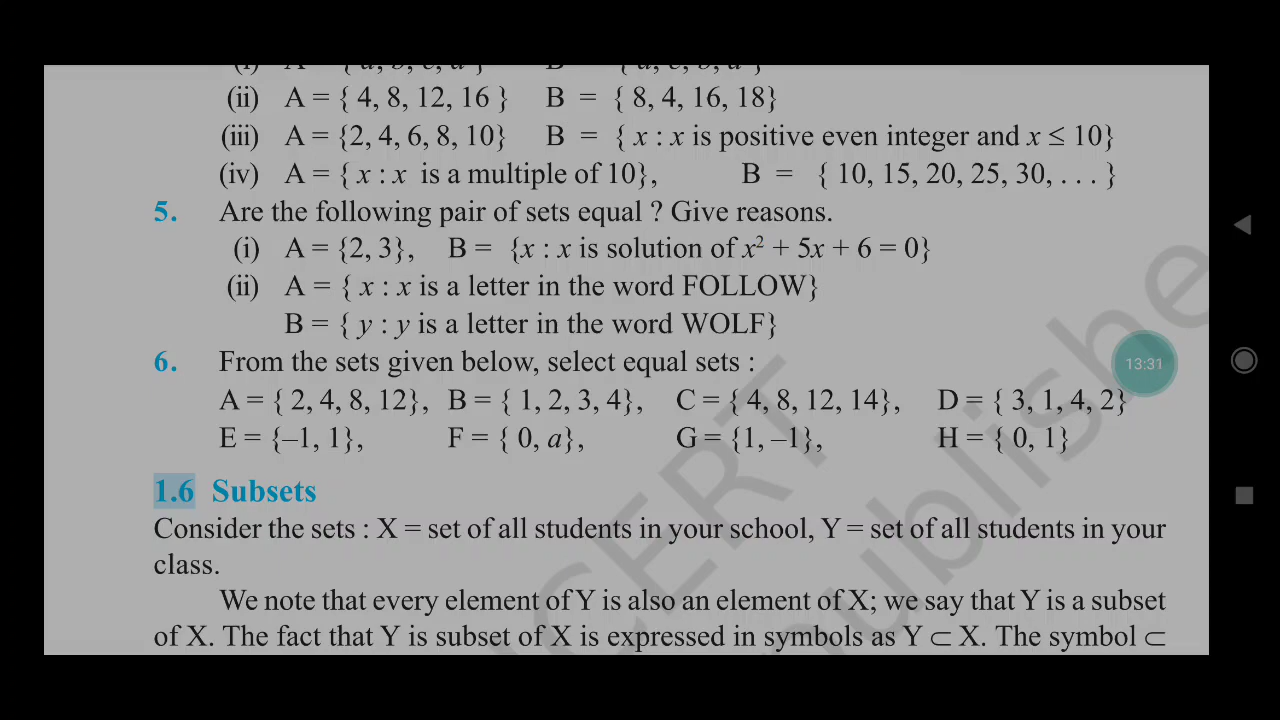 (ii) A = { 4, 8, 12, 16 } B = { 8, 4, 16, 18}
(iii) A = {2, 4, 6, 8, 10} B = { x : x is positive even integer and x ≤ 10}
(iv) A = { x : x is a multiple of 10}, B = { 10, 15, 20, 25, 30, . . . }
5. Are the following pair of sets equal ? Give reasons.
(i) A = {2, 3}, B = {x : x is solution of x² + 5x + 6 = 0}
(ii) A = { x : x is a letter in the word FOLLOW}
B = { y : y is a letter in the word WOLF}
6. From the sets given below, select equal sets :
A = { 2, 4, 8, 12}, B = { 1, 2, 3, 4}, C = { 4, 8, 12, 14}, D = { 3, 1, 4, 2}
E = {–1, 1}, F = { 0, a}, G = {1, –1}, H = { 0, 1}
13:31
1.6 Subsets
Consider the sets : X = set of all students in your school, Y = set of all students in your
class.
We note that every element of Y is also an element of X; we say that Y is a subset
of X. The fact that Y is subset of X is expressed in symbols as Y ⊂ X. The symbol ⊂